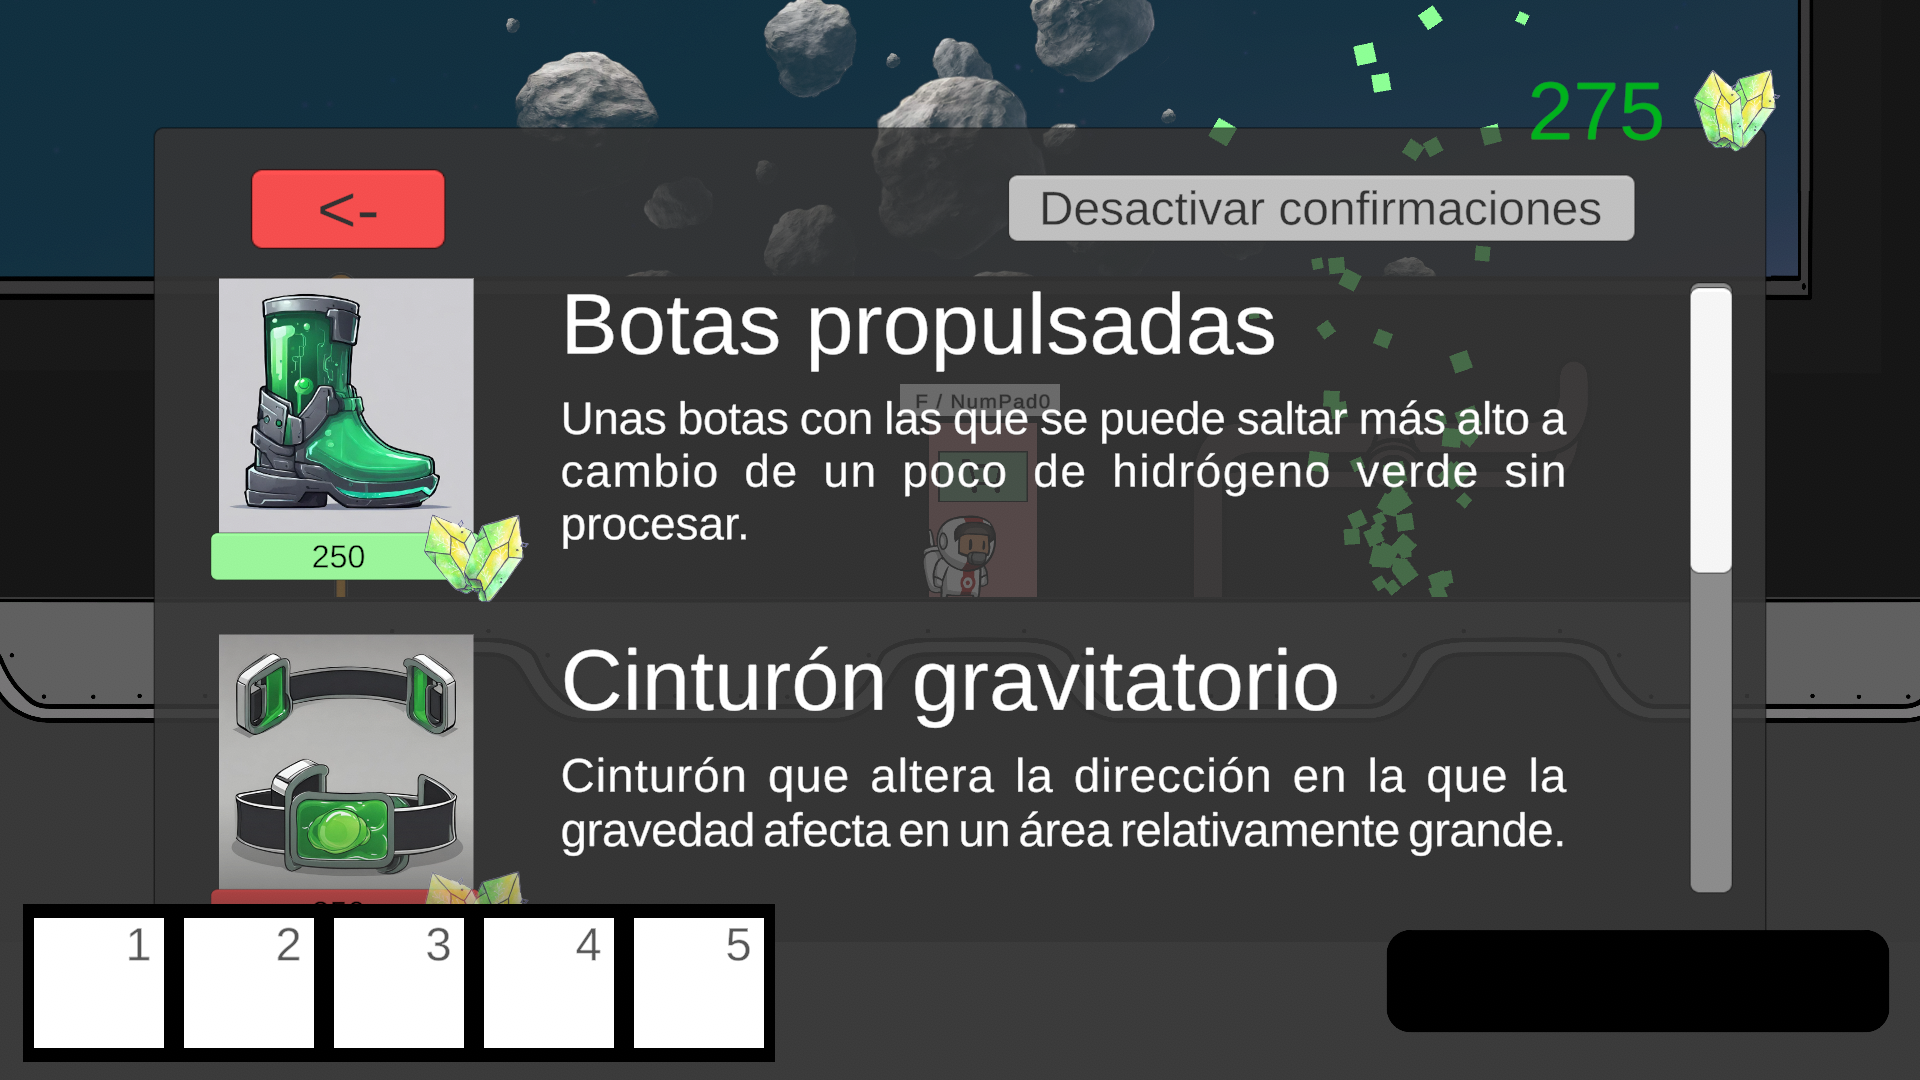 275
<-
Desactivar confirmaciones
Botas propulsadas
F / NumPad0
Unas botas con las que se puede saltar más alto a
cambio de un poco de hidrógeno verde sin
procesar.
250
Cinturón gravitatorio
Cinturón que altera la dirección en la que la
gravedad afecta en un área relativamente grande.
1
2
3
4
5